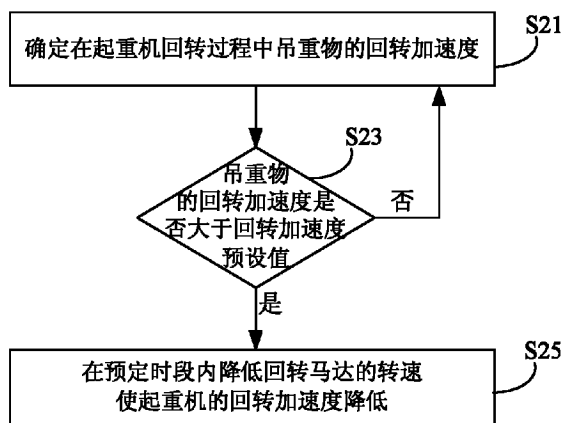 S21
确定在起重机回转过程中吊重物的回转加速度
S23
吊重物
的回转加速度是
否大于回转加速度
预设值
否
是
S25
在预定时段内降低回转马达的转速
使起重机的回转加速度降低